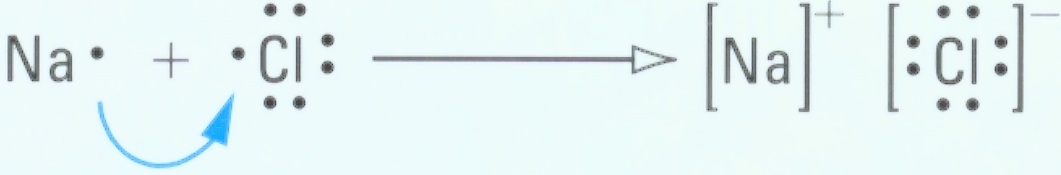 Na· + ·Cl: ⟶ [Na]⁺ [:Cl:]⁻